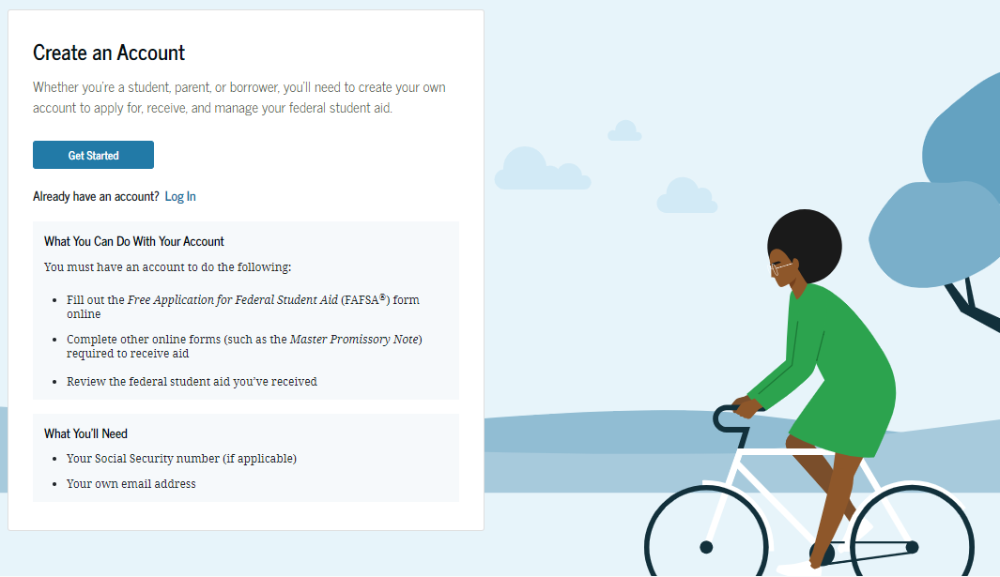 Create an Account
Whether you're a student, parent, or borrower, you'll need to create your own
account to apply for, receive, and manage your federal student aid.
Get Started
Already have an account? Log In
What You Can Do With Your Account
You must have an account to do the following:
• Fill out the Free Application for Federal Student Aid (FAFSA®) form
online
• Complete other online forms (such as the Master Promissory Note)
required to receive aid
• Review the federal student aid you've received
What You'll Need
• Your Social Security number (if applicable)
• Your own email address